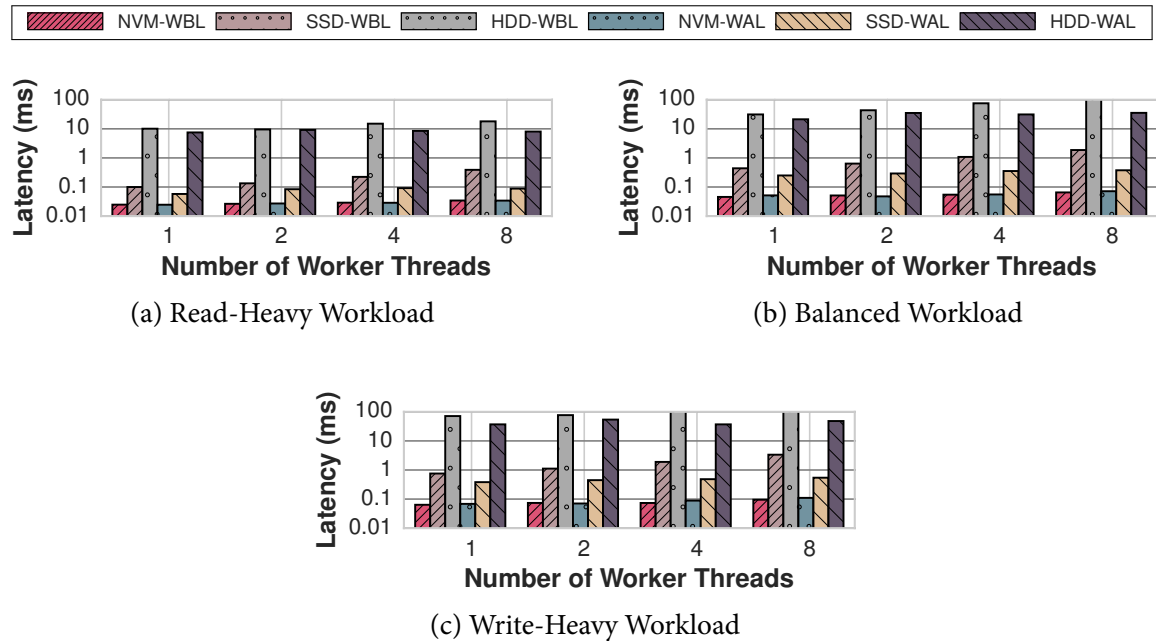 NVM-WBL SSD-WBL HDD-WBL NVM-WAL SSD-WAL HDD-WAL
Latency (ms)
100
10
1
0.1
0.01
1 2 4 8
Number of Worker Threads
(a) Read-Heavy Workload
Latency (ms)
100
10
1
0.1
0.01
1 2 4 8
Number of Worker Threads
(b) Balanced Workload
Latency (ms)
100
10
1
0.1
0.01
1 2 4 8
Number of Worker Threads
(c) Write-Heavy Workload